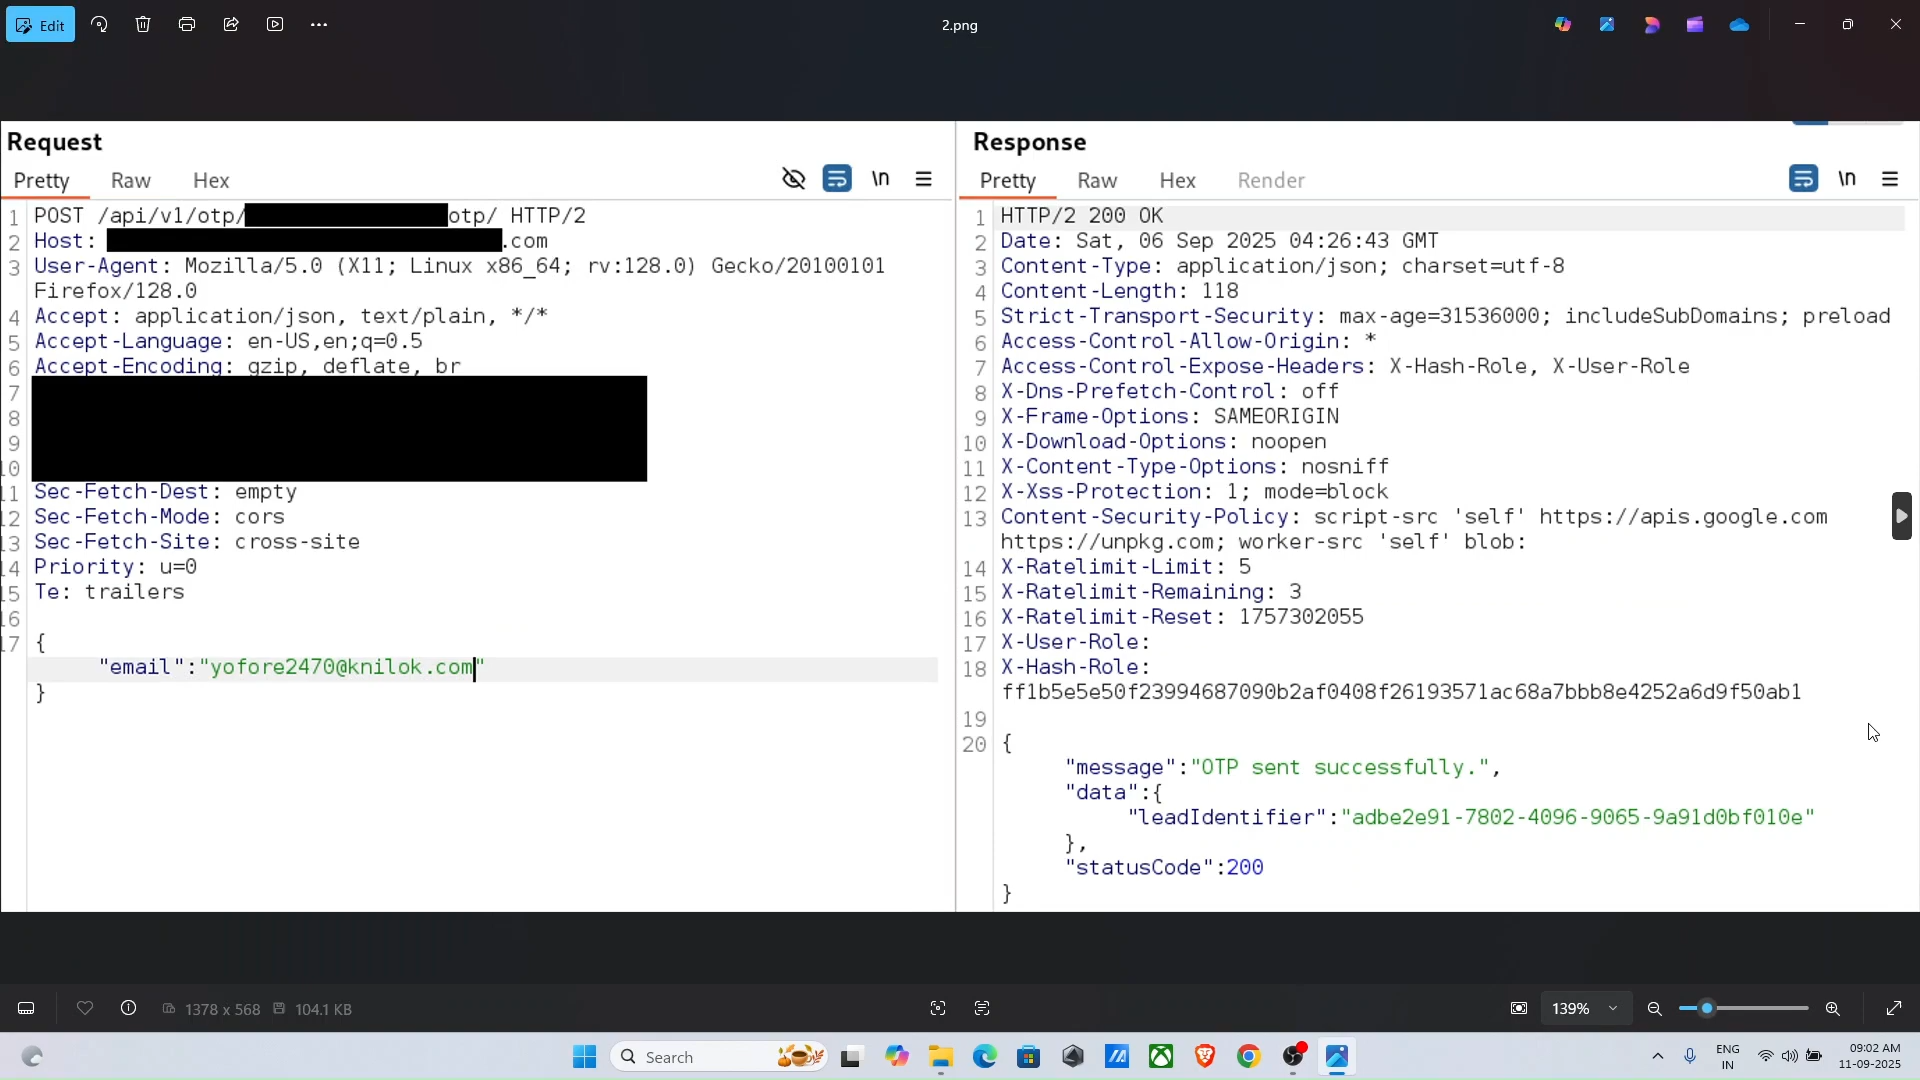 Edit
2.png
Request
Response
Pretty Raw Hex
\n
Pretty Raw Hex Render
\n
1 POST /api/v1/otp/ otp/ HTTP/2
2 Host: .com
3 User-Agent: Mozilla/5.0 (X11; Linux x86_64; rv:128.0) Gecko/20100101
Firefox/128.0
4 Accept: application/json, text/plain, */*
5 Accept-Language: en-US,en;q=0.5
6 Accept-Encoding: gzip, deflate, br
7
8
9
10
11 Sec-Fetch-Dest: empty
12 Sec-Fetch-Mode: cors
13 Sec-Fetch-Site: cross-site
14 Priority: u=0
15 Te: trailers
16
17 {
"email":"yofore2470@knilok.com"
}
1 HTTP/2 200 OK
2 Date: Sat, 06 Sep 2025 04:26:43 GMT
3 Content-Type: application/json; charset=utf-8
4 Content-Length: 118
5 Strict-Transport-Security: max-age=31536000; includeSubDomains; preload
6 Access-Control-Allow-Origin: *
7 Access-Control-Expose-Headers: X-Hash-Role, X-User-Role
8 X-Dns-Prefetch-Control: off
9 X-Frame-Options: SAMEORIGIN
10 X-Download-Options: noopen
11 X-Content-Type-Options: nosniff
12 X-Xss-Protection: 1; mode=block
13 Content-Security-Policy: script-src 'self' https://apis.google.com
https://unpkg.com; worker-src 'self' blob:
14 X-Ratelimit-Limit: 5
15 X-Ratelimit-Remaining: 3
16 X-Ratelimit-Reset: 1757302055
17 X-User-Role:
18 X-Hash-Role:
ff1b5e5e50f23994687090b2af0408f26193571ac68a7bbb8e4252a6d9f50ab1
19
20 {
"message":"OTP sent successfully.",
"data":{
"leadIdentifier":"adbe2e91-7802-4096-9065-9a91d0bf010e"
},
"statusCode":200
}
1378 x 568 104.1 KB
139%
Search
ENG
IN
09:02 AM
11-09-2025